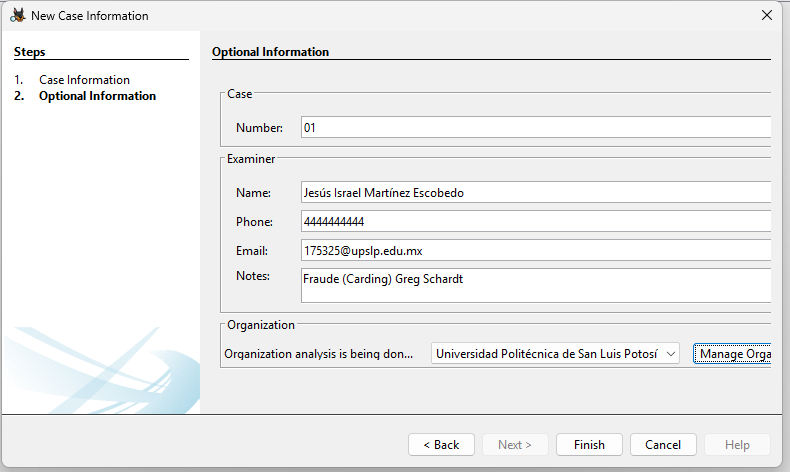 New Case Information
Steps
1. Case Information
2. Optional Information
Optional Information
Case
Number: 01
Examiner
Name: Jesús Israel Martínez Escobedo
Phone: 4444444444
Email: 175325@upslp.edu.mx
Notes: Fraude (Carding) Greg Schardt
Organization
Organization analysis is being don... Universidad Politécnica de San Luis Potosí Manage Orga
< Back Next > Finish Cancel Help